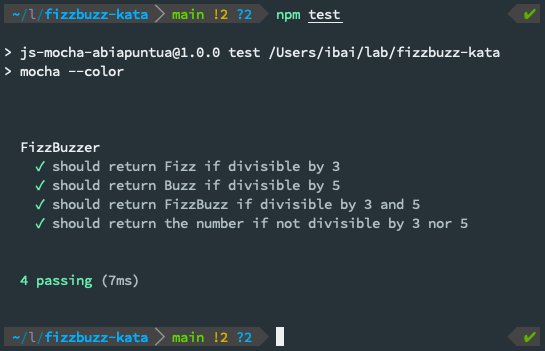 ~/l/fizzbuzz-kata main !2 ?2 npm test ✔
> js-mocha-abiapuntua@1.0.0 test /Users/ibai/lab/fizzbuzz-kata
> mocha --color
FizzBuzzer
✓ should return Fizz if divisible by 3
✓ should return Buzz if divisible by 5
✓ should return FizzBuzz if divisible by 3 and 5
✓ should return the number if not divisible by 3 nor 5
4 passing (7ms)
~/l/fizzbuzz-kata main !2 ?2 ✔